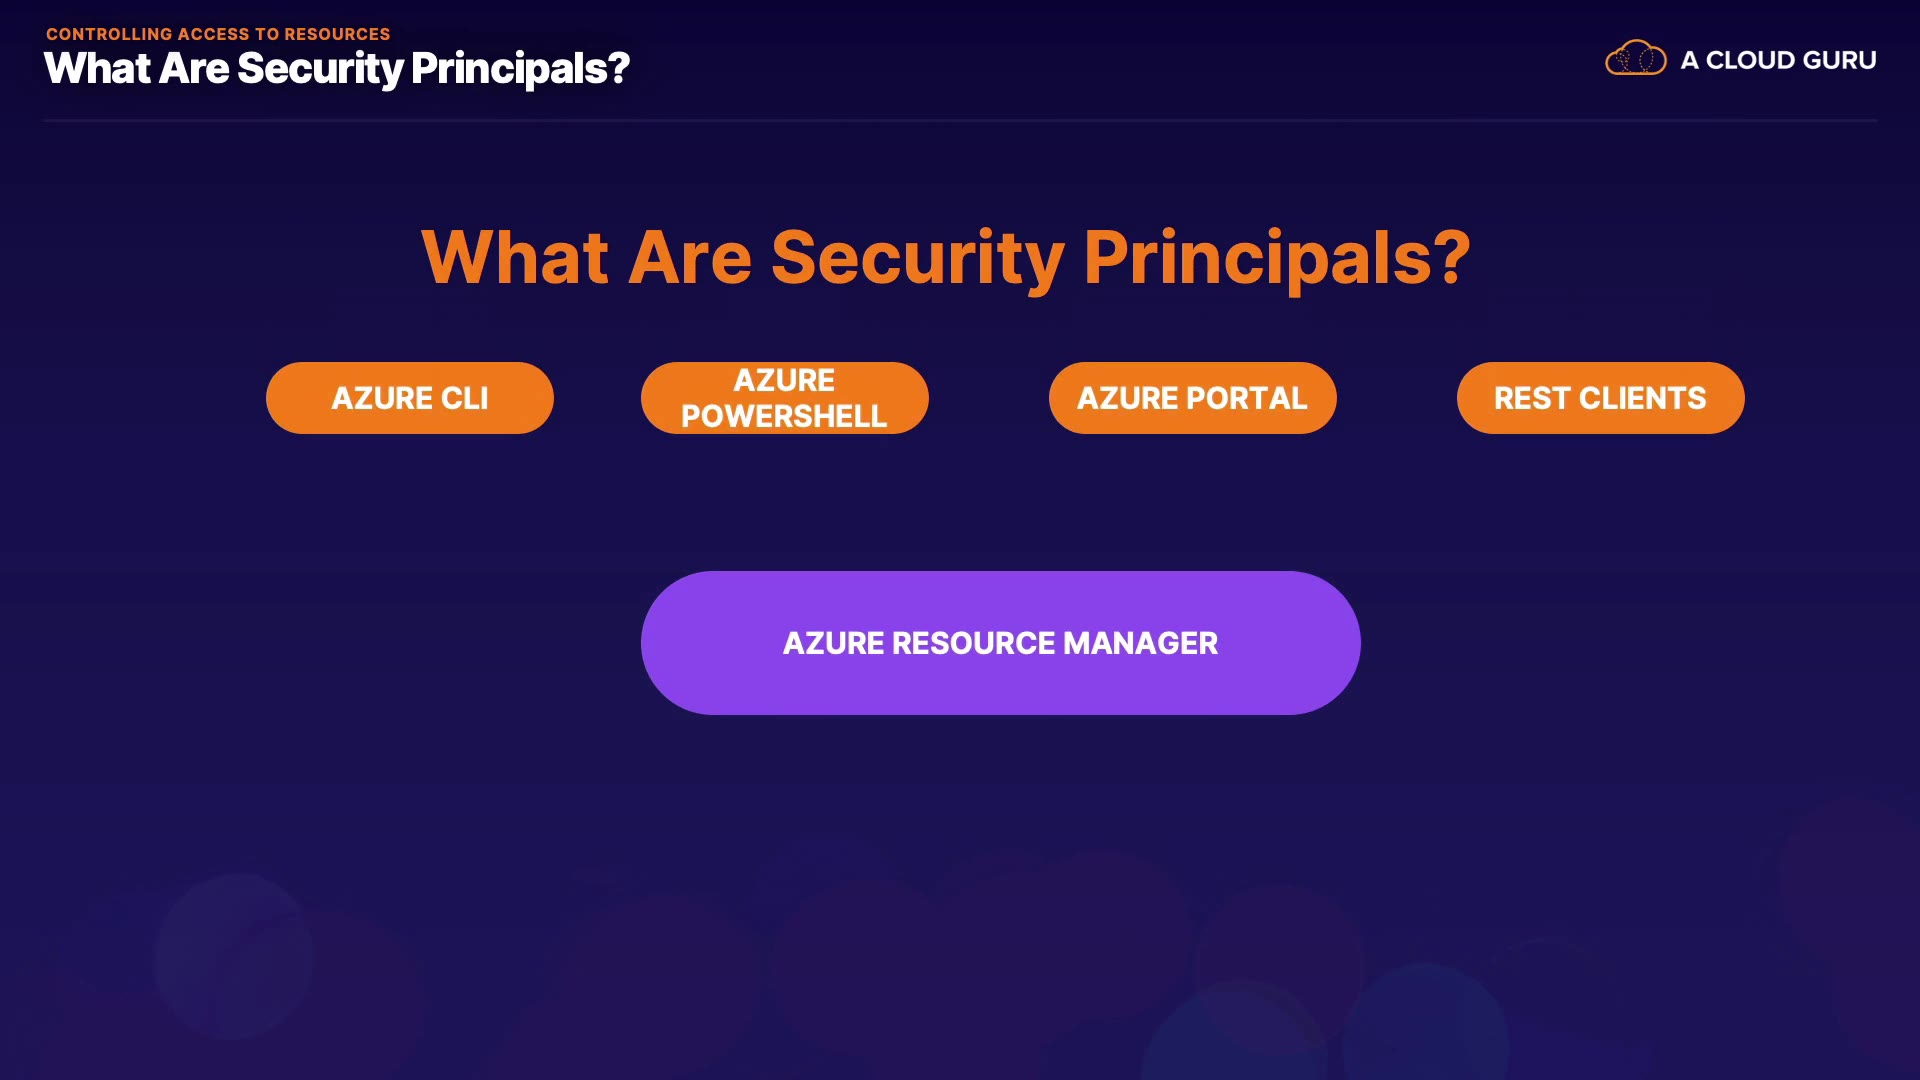 CONTROLLING ACCESS TO RESOURCES
What Are Security Principals?
A CLOUD GURU
What Are Security Principals?
AZURE CLI
AZURE
POWERSHELL
AZURE PORTAL
REST CLIENTS
AZURE RESOURCE MANAGER